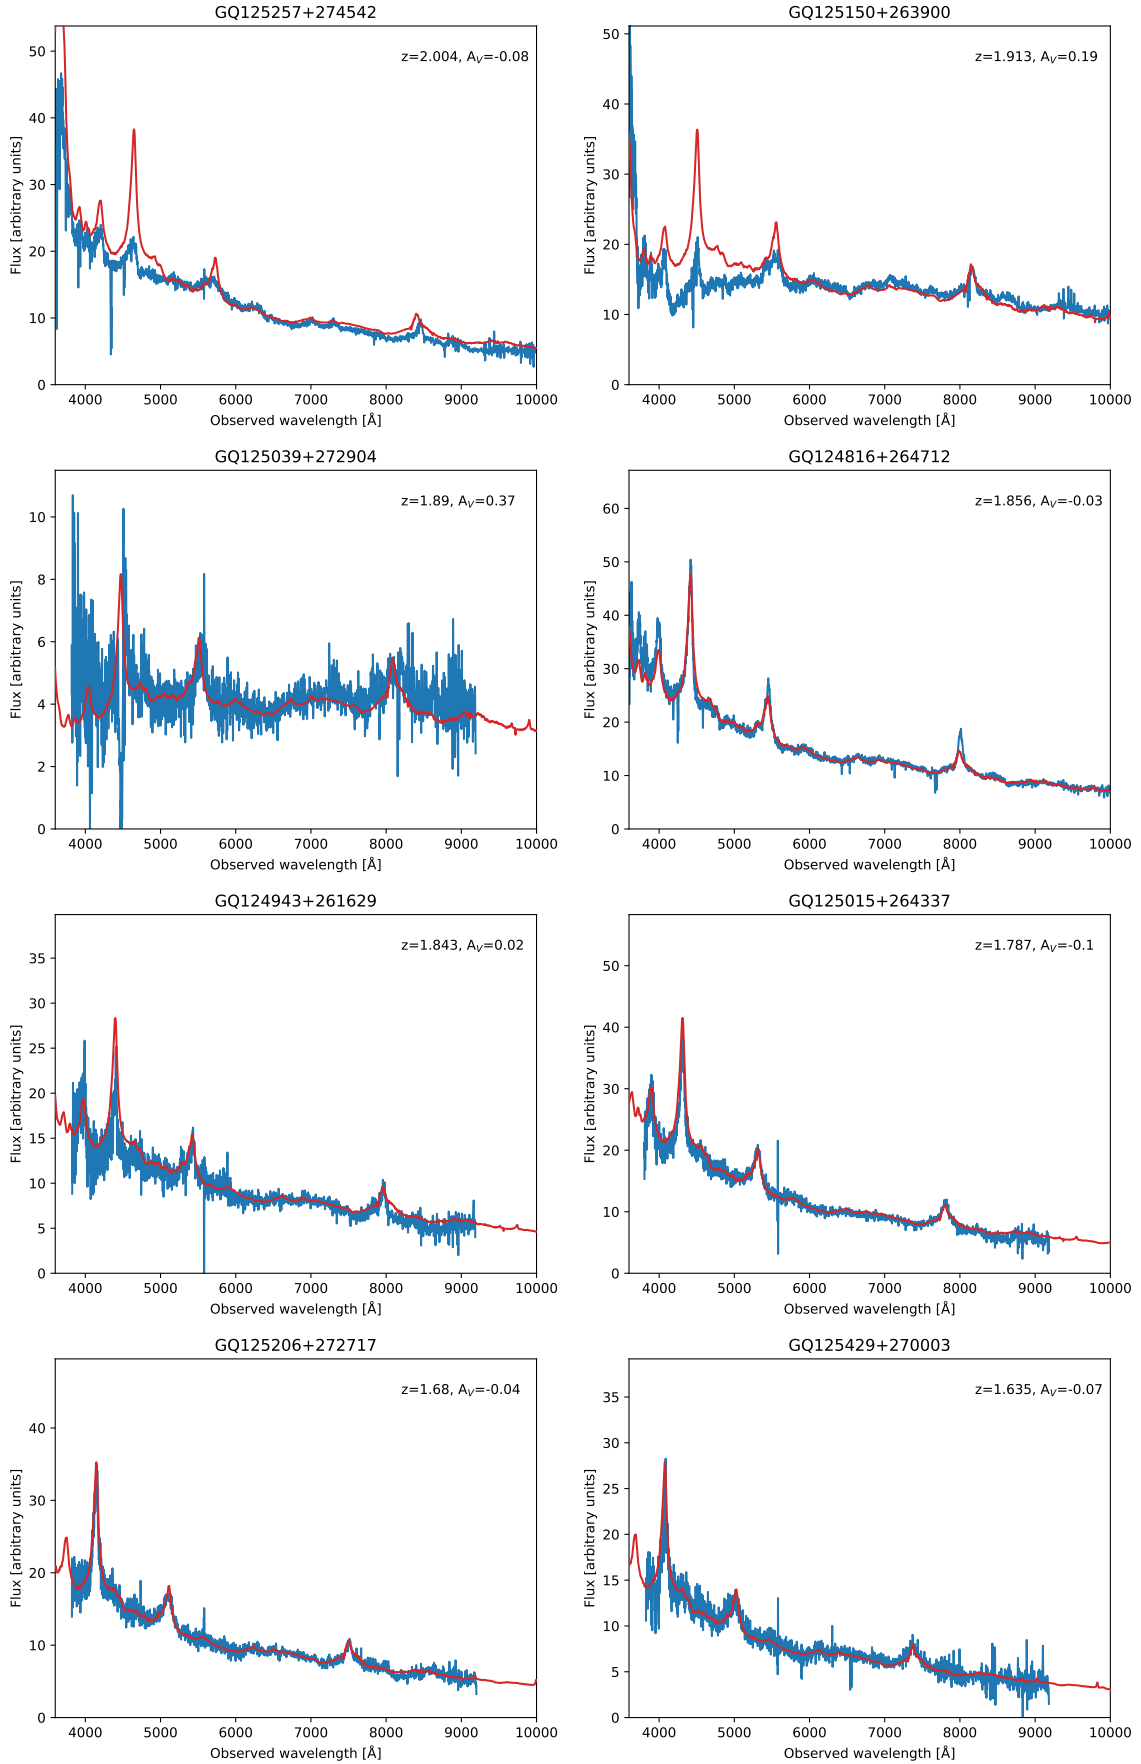 GQ125257+274542
z=2.004, A_V=-0.08
Flux [arbitrary units]
50
40
30
20
10
0
4000 5000 6000 7000 8000 9000 10000
Observed wavelength [Å]
GQ125150+263900
z=1.913, A_V=0.19
Flux [arbitrary units]
50
40
30
20
10
0
4000 5000 6000 7000 8000 9000 10000
Observed wavelength [Å]
GQ125039+272904
z=1.89, A_V=0.37
Flux [arbitrary units]
10
8
6
4
2
0
4000 5000 6000 7000 8000 9000 10000
Observed wavelength [Å]
GQ124816+264712
z=1.856, A_V=-0.03
Flux [arbitrary units]
60
50
40
30
20
10
0
4000 5000 6000 7000 8000 9000 10000
Observed wavelength [Å]
GQ124943+261629
z=1.843, A_V=0.02
Flux [arbitrary units]
35
30
25
20
15
10
5
0
4000 5000 6000 7000 8000 9000 10000
Observed wavelength [Å]
GQ125015+264337
z=1.787, A_V=-0.1
Flux [arbitrary units]
50
40
30
20
10
0
4000 5000 6000 7000 8000 9000 10000
Observed wavelength [Å]
GQ125206+272717
z=1.68, A_V=-0.04
Flux [arbitrary units]
40
30
20
10
0
4000 5000 6000 7000 8000 9000 10000
Observed wavelength [Å]
GQ125429+270003
z=1.635, A_V=-0.07
Flux [arbitrary units]
35
30
25
20
15
10
5
0
4000 5000 6000 7000 8000 9000 10000
Observed wavelength [Å]